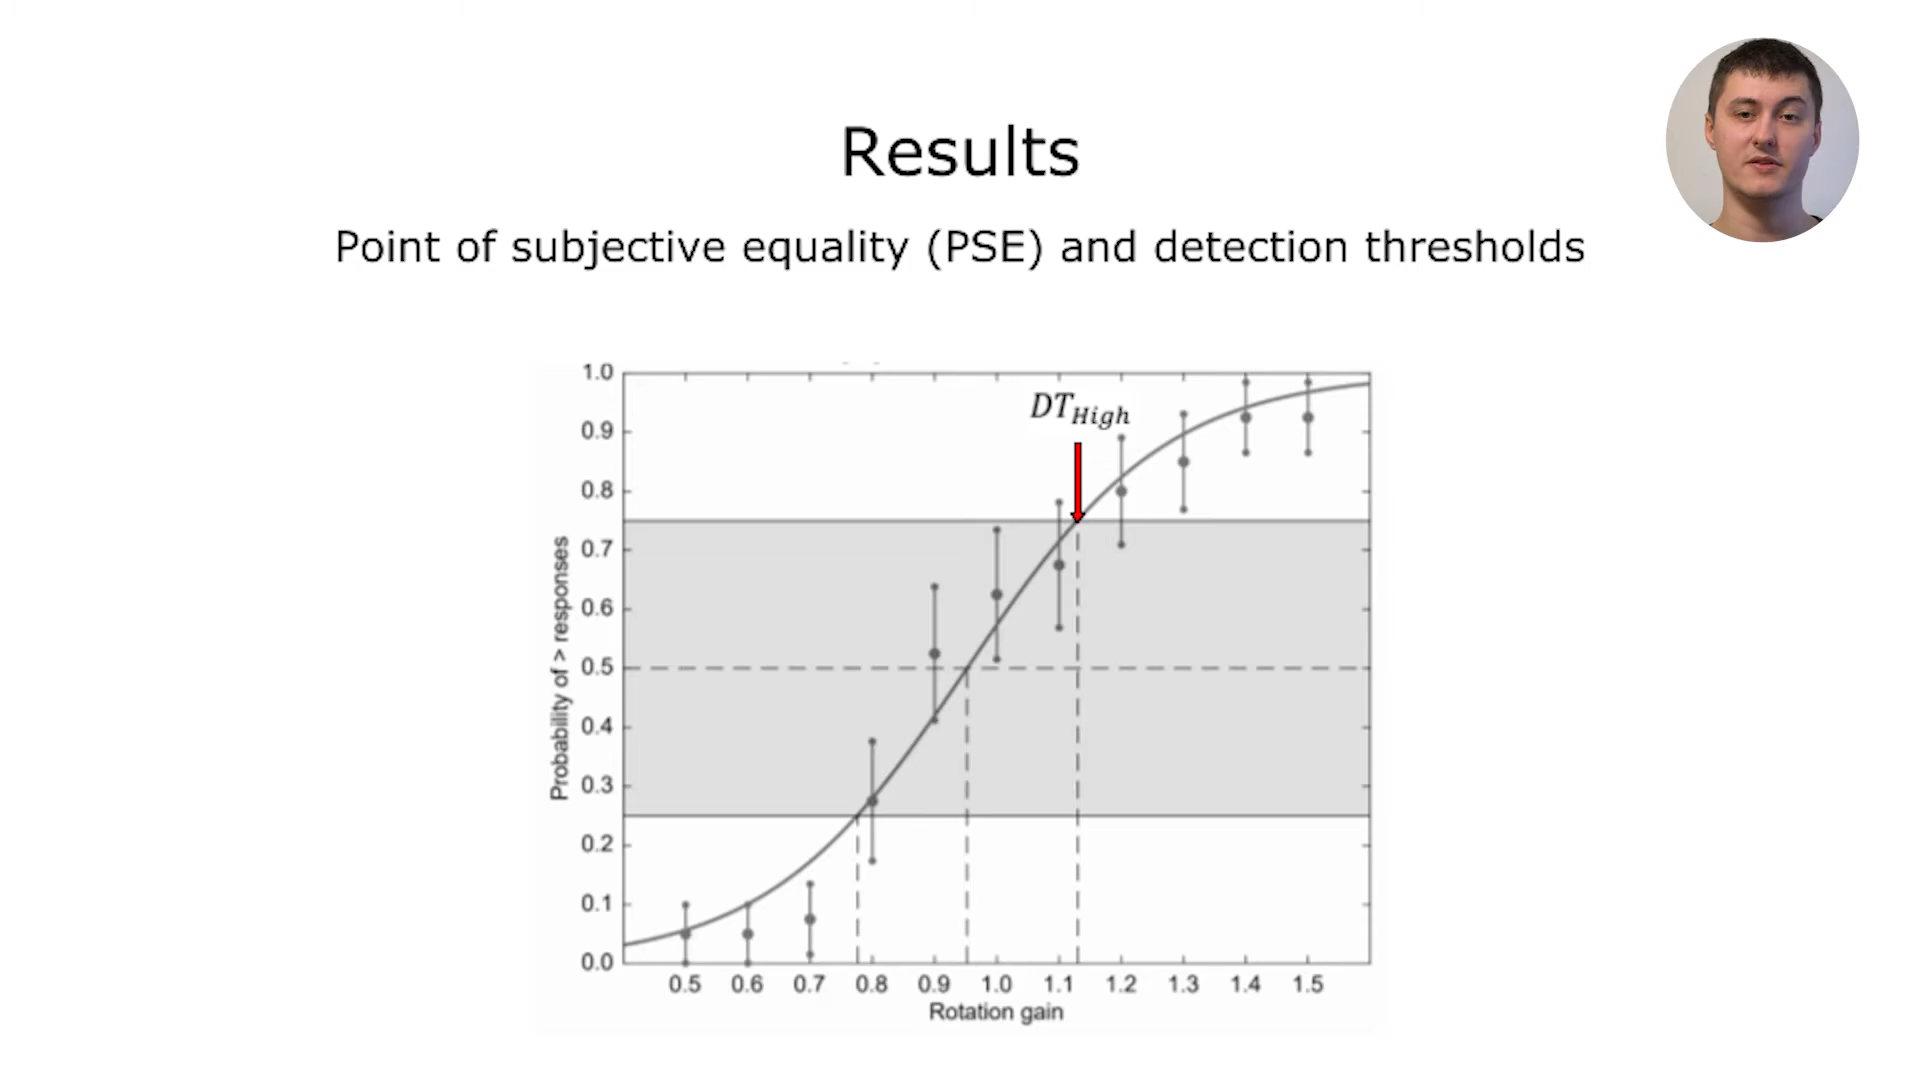 Results
Point of subjective equality (PSE) and detection thresholds
DT_High
1.0
0.9
0.8
0.7
0.6
0.5
0.4
0.3
0.2
0.1
0.0
Probability of > responses
0.5 0.6 0.7 0.8 0.9 1.0 1.1 1.2 1.3 1.4 1.5
Rotation gain